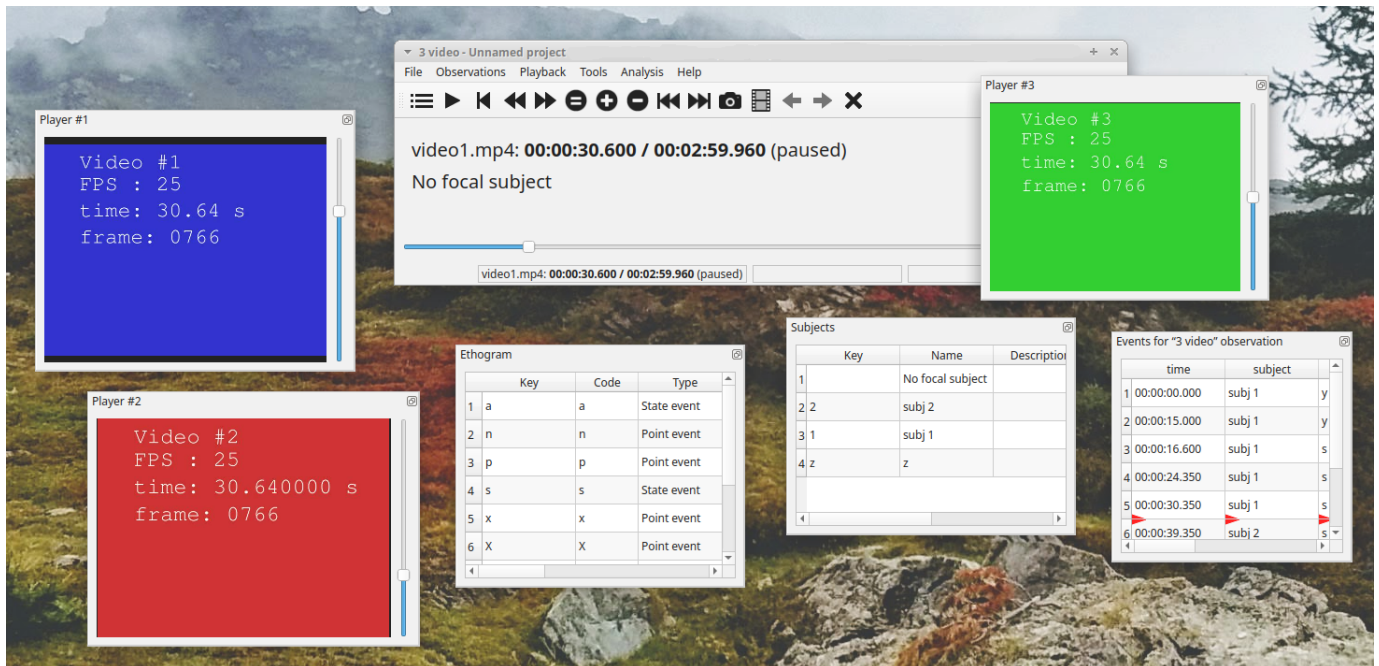 3 video - Unnamed project
File Observations Playback Tools Analysis Help
video1.mp4: 00:00:30.600 / 00:02:59.960 (paused)
No focal subject
video1.mp4: 00:00:30.600 / 00:02:59.960 (paused)
Player #1
Video #1
FPS : 25
time: 30.64 s
frame: 0766
Player #3
Video #3
FPS : 25
time: 30.64 s
frame: 0766
Player #2
Video #2
FPS : 25
time: 30.640000 s
frame: 0766
Ethogram
Key Code Type
1 a a State event
2 n n Point event
3 p p Point event
4 s s State event
5 x x Point event
6 X X Point event
Subjects
Key Name Description
1 No focal subject
2 2 subj 2
3 1 subj 1
4 z z
Events for “3 video” observation
time subject
1 00:00:00.000 subj 1 y
2 00:00:15.000 subj 1 y
3 00:00:16.600 subj 1 s
4 00:00:24.350 subj 1 s
5 00:00:30.350 subj 1 s
6 00:00:39.350 subj 2 s